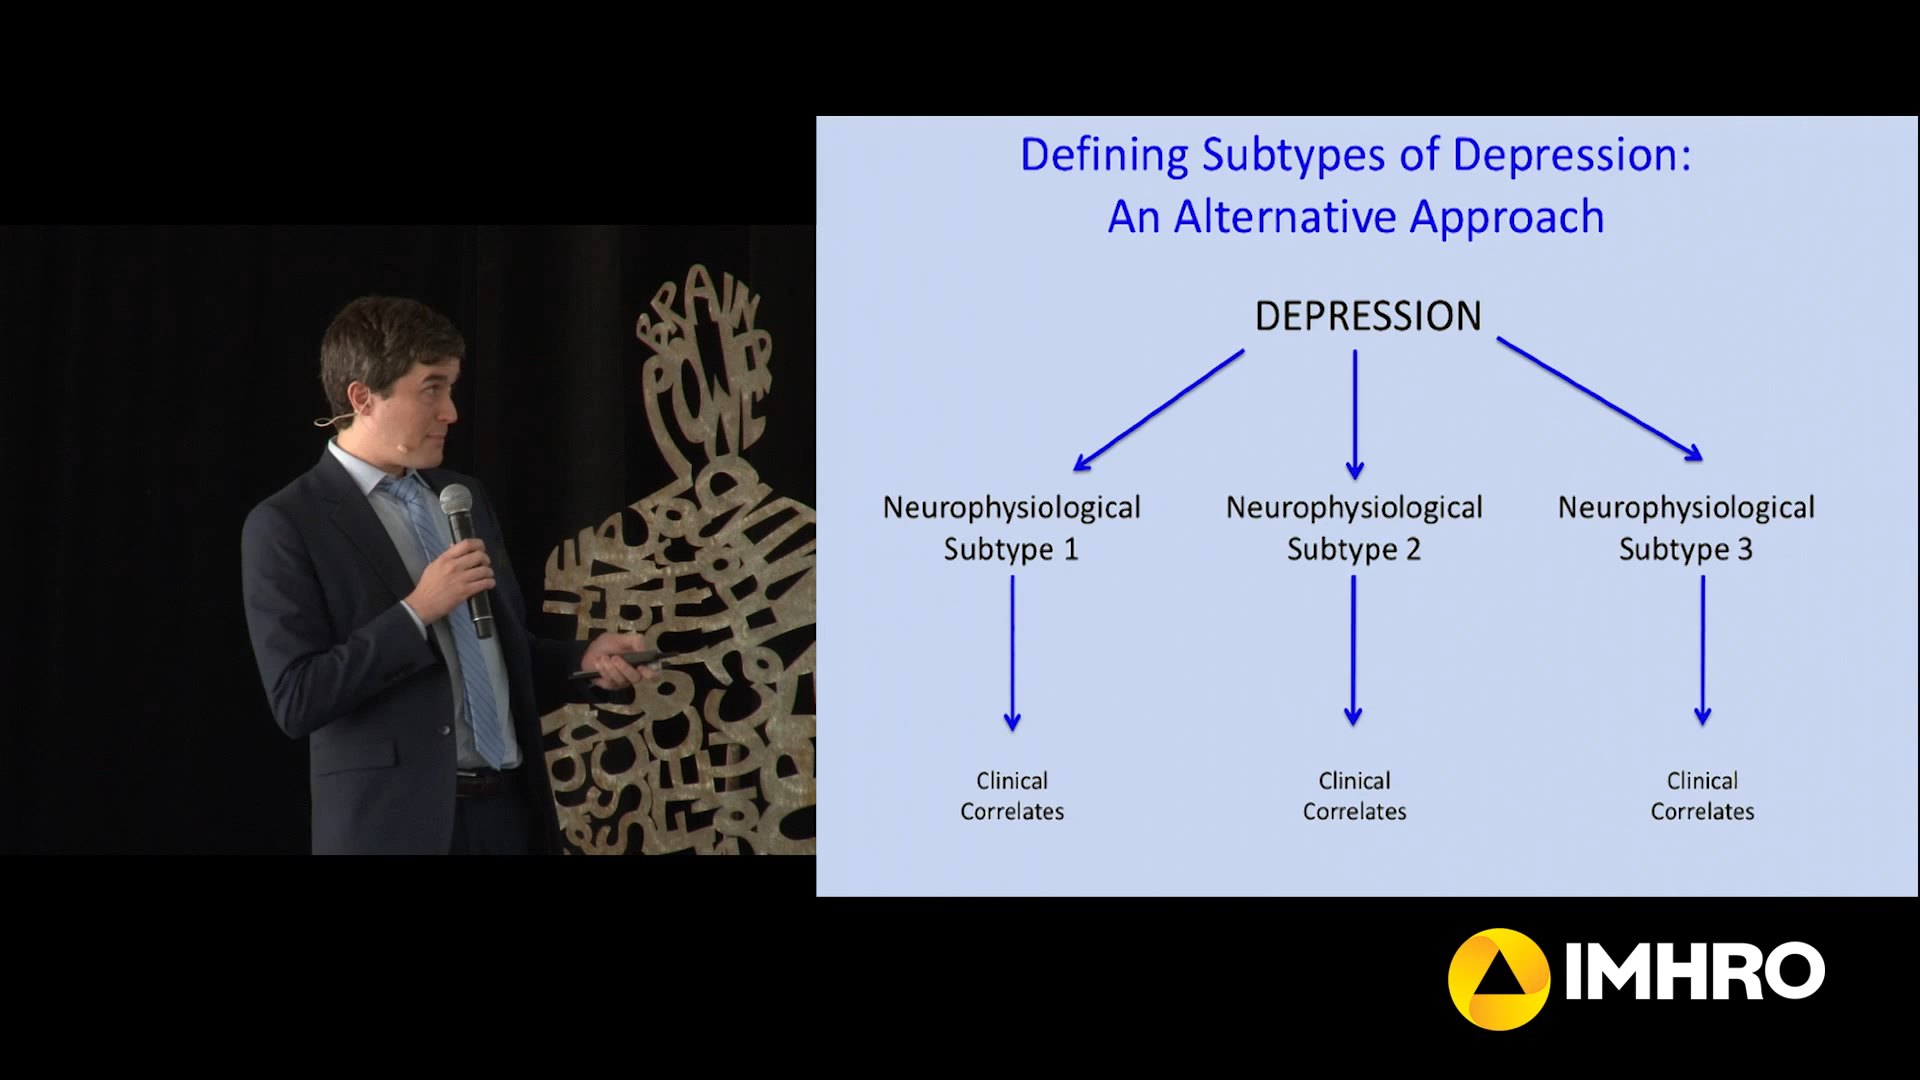 BRAIN
POWER
Defining Subtypes of Depression:
An Alternative Approach
DEPRESSION
Neurophysiological
Subtype 1
Neurophysiological
Subtype 2
Neurophysiological
Subtype 3
Clinical
Correlates
Clinical
Correlates
Clinical
Correlates
IMHRO